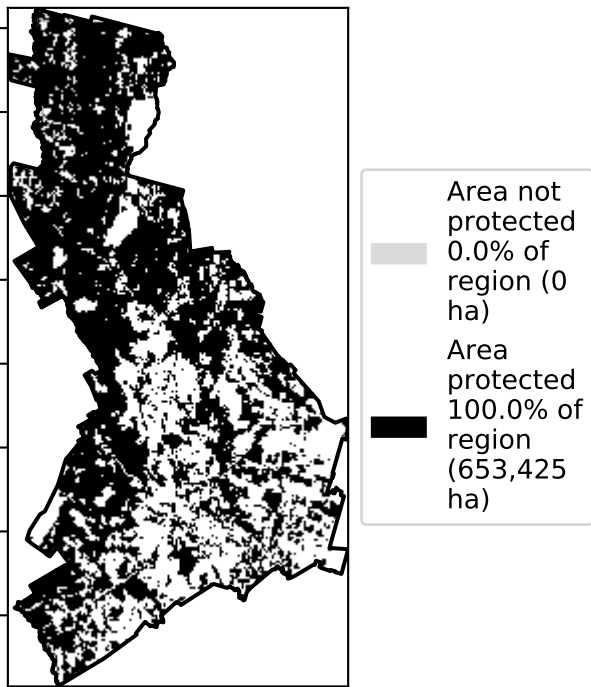 Area not
protected
0.0% of
region (0
ha)
Area
protected
100.0% of
region
(653,425
ha)